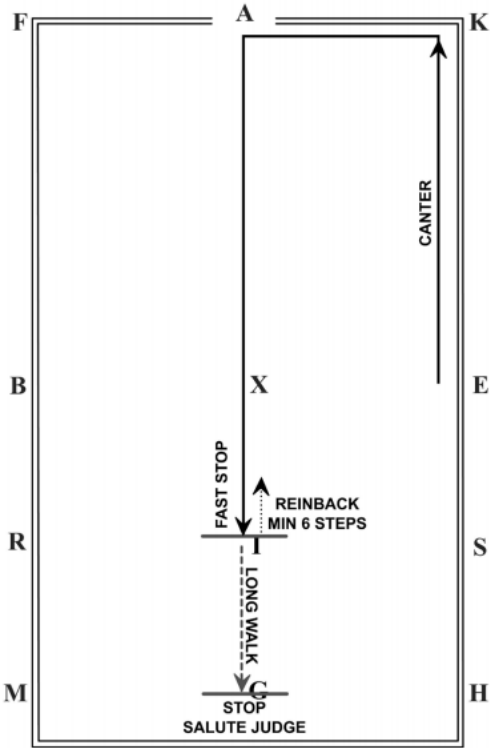 F
A
K
CANTER
B
X
E
FAST STOP
REINBACK
MIN 6 STEPS
R
I
S
LONG WALK
M
G
H
STOP
SALUTE JUDGE